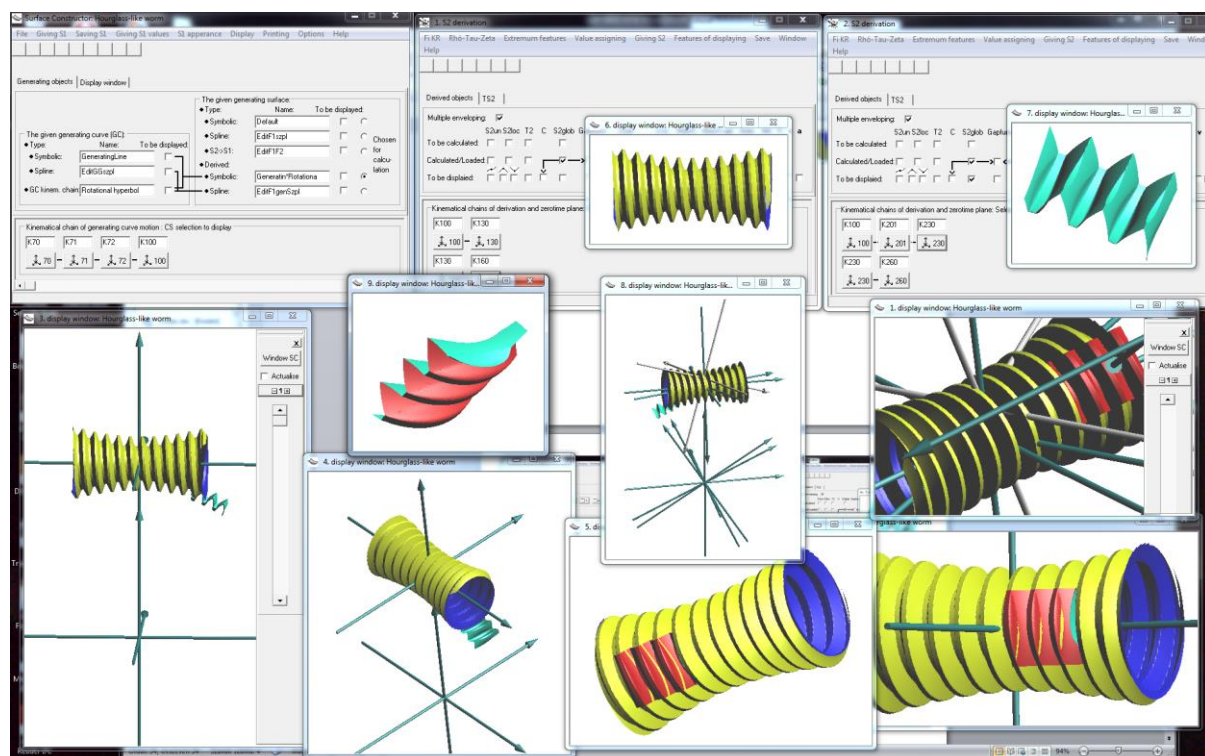 Surface Constructor: Hourglass-like worm
File Giving S1 Saving S1 Giving S1 values S1 apperance Display Printing Options Help
Generating objects Display window
The given generating surface:
Type: Name: To be displayed:
Symbolic: Default
Spline: EditF1szpl
S2->S1: EditF1F2
Derived:
Symbolic: Generatin*Rotationa
Spline: EditF1genSzpl
Chosen
for
calcu-
lation
The given generating curve (GC):
Type: Name: To be displayed:
Symbolic: GeneratingLine
Spline: EditGGszpl
GC kinem. chain Rotational hyperbol
Kinematical chain of generating curve motion : CS selection to display
K70 K71 K72 K100
70 71 72 100
1. S2 derivation
Fi KR Rhó-Tau-Zeta Extremum features Value assigning Giving S2 Features of displaying Save Window
Help
Derived objects TS2
Multiple enveloping:
S2un S2loc T2 C S2glob
To be calculated:
Calculated/Loaded:
To be displaied:
Kinematical chains of derivation and zerotime plane:
K100 K130
100 130
K130 K160
2. S2 derivation
Fi KR Rhó-Tau-Zeta Extremum features Value assigning Giving S2 Features of displaying Save
Help
Derived objects TS2
Multiple enveloping:
S2un S2loc T2 C S2glob
To be calculated:
Calculated/Loaded:
To be displaied:
Kinematical chains of derivation and zerotime plane: Sele
K100 K201 K230
100 201 230
K230 K260
230 260
6. display window: Hourglass-like ...
7. display window: Hourglas...
9. display window: Hourglass-lik...
8. display window: Hourglass-lik...
3. display window: Hourglass-like worm
Window SC
Actualise
1
1. display window: Hourglass-like worm
Window SC
Actualise
1
4. display window: Hourglass-like worm
5. di
rglass-like worm
94%